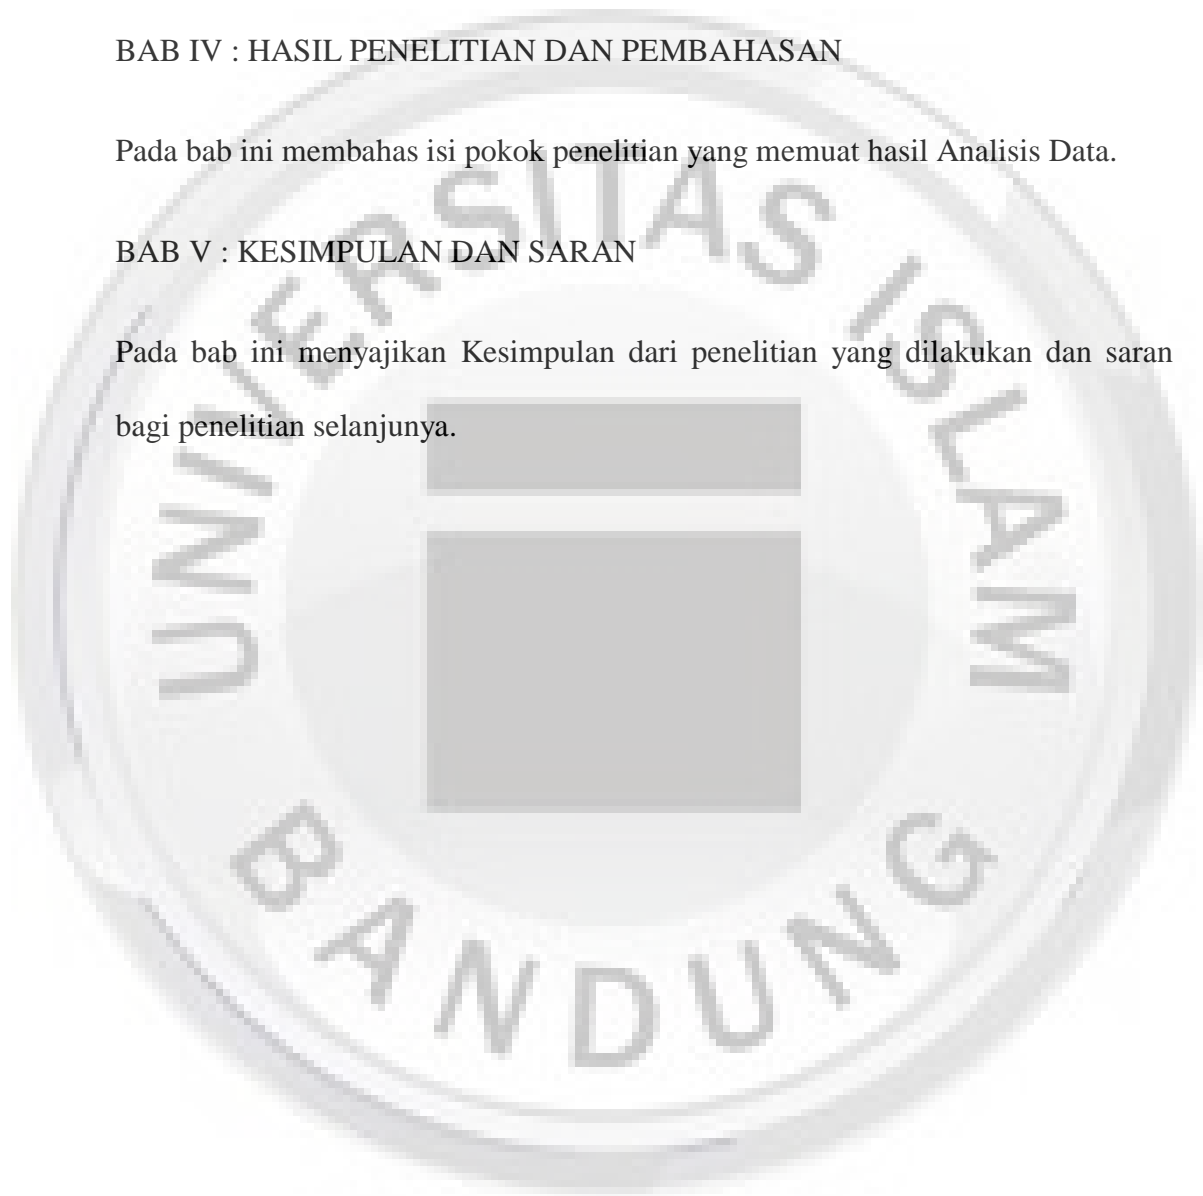 BAB IV : HASIL PENELITIAN DAN PEMBAHASAN
Pada bab ini membahas isi pokok penelitian yang memuat hasil Analisis Data.
BAB V : KESIMPULAN DAN SARAN
Pada bab ini menyajikan Kesimpulan dari penelitian yang dilakukan dan saran
bagi penelitian selanjunya.
UNIVERSITAS ISLAM
BANDUNG